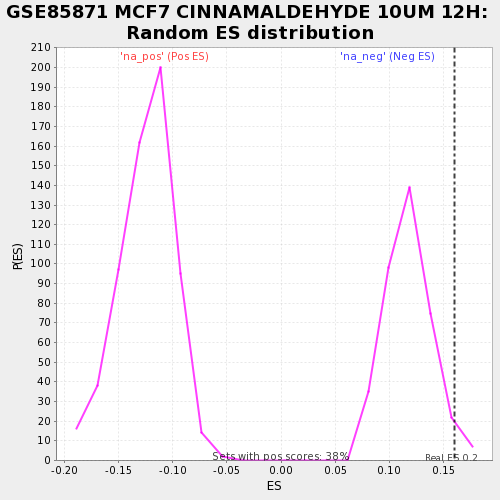 GSE85871 MCF7 CINNAMALDEHYDE 10UM 12H:
Random ES distribution
'na_pos' (Pos ES)
'na_neg' (Neg ES)
P(ES)
210
200
190
180
170
160
150
140
130
120
110
100
90
80
70
60
50
40
30
20
10
0
Sets with pos scores: 38%
Real ES 0.2
-0.20 -0.15 -0.10 -0.05 0.00 0.05 0.10 0.15
ES